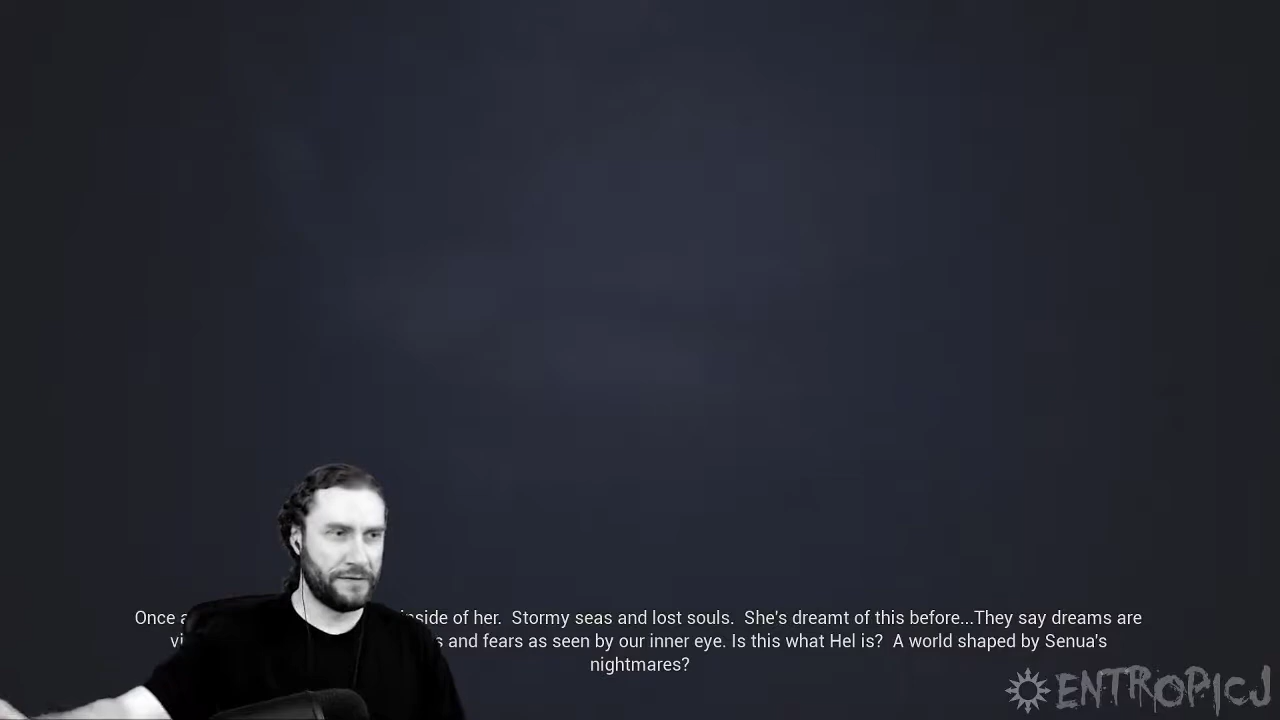 Once inside of her. Stormy seas and lost souls. She's dreamt of this before...They say dreams are
and fears as seen by our inner eye. Is this what Hel is? A world shaped by Senua's
nightmares?
ENTROPICJ